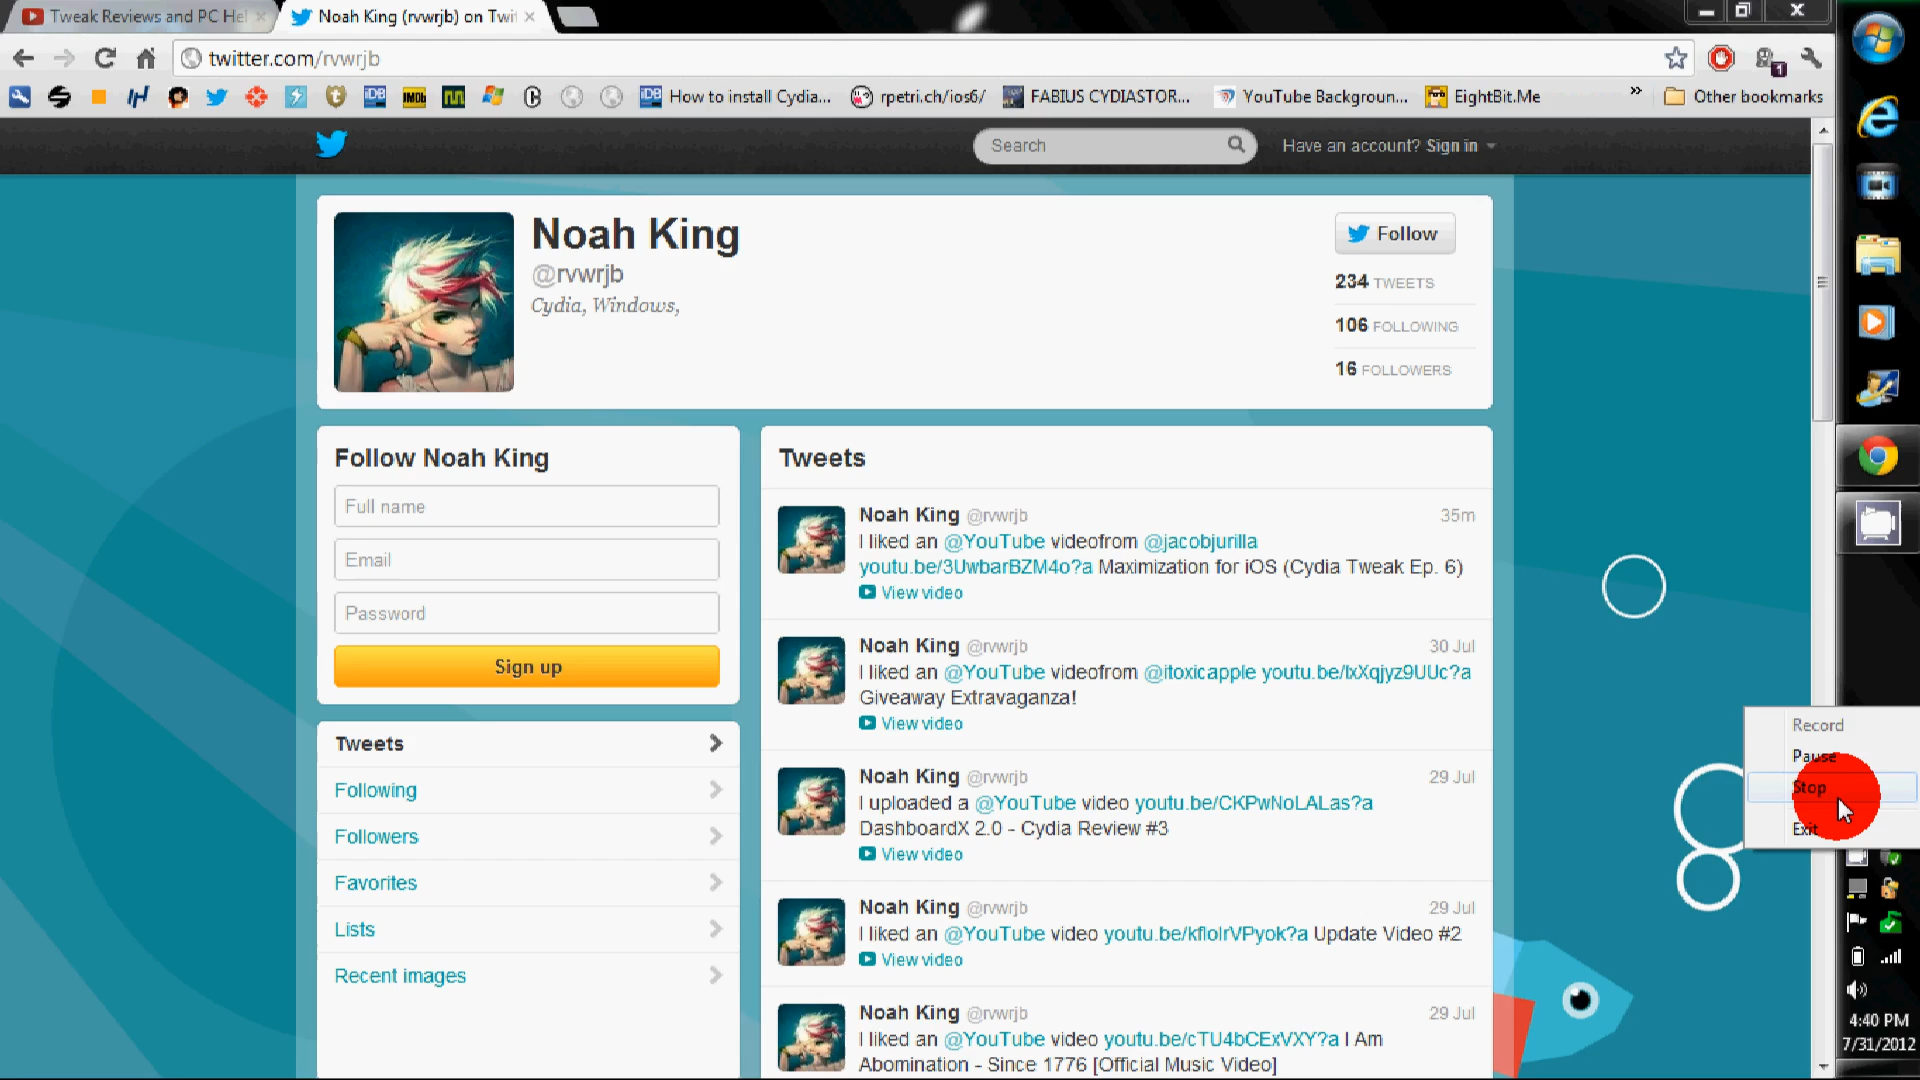 Tweak Reviews and PC Hel
Noah King (rvwrjb) on Twit
twitter.com/rvwrjb
How to install Cydia...
rpetri.ch/ios6/
FABIUS CYDIASTOR...
YouTube Backgroun...
EightBit.Me
»
Other bookmarks
Search
Have an account? Sign in
Noah King
@rvwrjb
Cydia, Windows,
Follow
234 TWEETS
106 FOLLOWING
16 FOLLOWERS
Follow Noah King
Full name
Email
Password
Sign up
Tweets
Following
Followers
Favorites
Lists
Recent images
Tweets
Noah King @rvwrjb 35m
I liked an @YouTube videofrom @jacobjurilla
youtu.be/3UwbarBZM4o?a Maximization for iOS (Cydia Tweak Ep. 6)
View video
Noah King @rvwrjb 30 Jul
I liked an @YouTube videofrom @itoxicapple youtu.be/lxXqjyz9UUc?a
Giveaway Extravaganza!
View video
Noah King @rvwrjb 29 Jul
I uploaded a @YouTube video youtu.be/CKPwNoLALas?a
DashboardX 2.0 - Cydia Review #3
View video
Noah King @rvwrjb 29 Jul
I liked an @YouTube video youtu.be/kfloIrVPyok?a Update Video #2
View video
Noah King @rvwrjb 29 Jul
I liked an @YouTube video youtu.be/cTU4bCExVXY?a I Am
Abomination - Since 1776 [Official Music Video]
Record
Pause
Stop
Exit
4:40 PM
7/31/2012